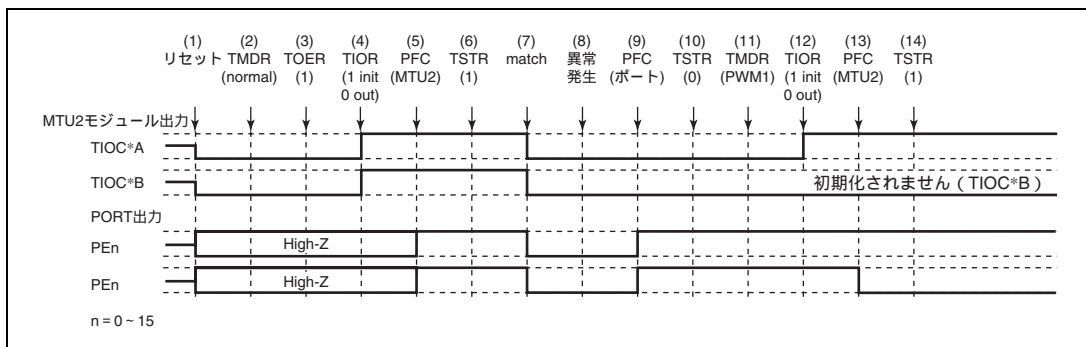 (1) (2) (3) (4) (5) (6) (7) (8) (9) (10) (11) (12) (13) (14)
リセット TMDR TOER TIOR PFC TSTR match 異常 PFC TSTR TMDR TIOR PFC TSTR
(normal) (1) (1 init (MTU2) (1) 発生 (ポート) (0) (PWM1) (1 init (MTU2) (1)
0 out) 0 out)
MTU2モジュール出力
TIOC*A
TIOC*B 初期化されません（TIOC*B）
PORT出力
PEn High-Z
PEn High-Z
n = 0 ~ 15